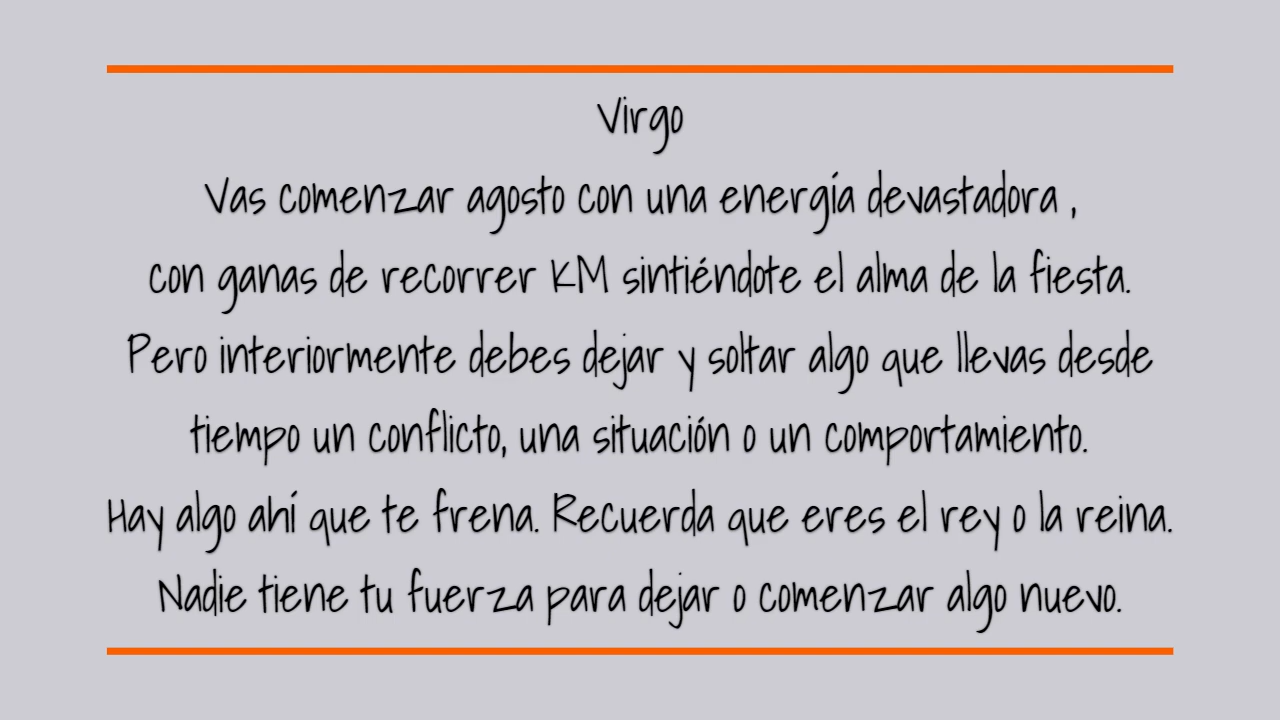 Virgo
Vas comenzar agosto con una energía devastadora ,
con ganas de recorrer KM sintiéndote el alma de la fiesta.
Pero interiormente debes dejar y soltar algo que llevas desde
tiempo un conflicto, una situación o un comportamiento.
Hay algo ahí que te frena. Recuerda que eres el rey o la reina.
Nadie tiene tu fuerza para dejar o comenzar algo nuevo.